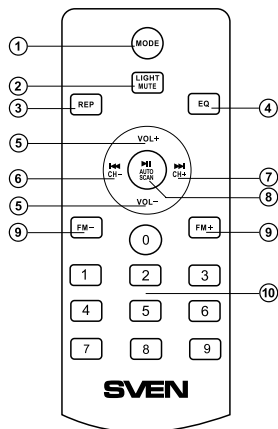 1 MODE
2 LIGHT MUTE
3 REP EQ 4
5 VOL+
6 CH- AUTO SCAN CH+ 7
5 VOL- 8
9 FM- FM+ 9
0
1 2 3
10
4 5 6
7 8 9
SVEN